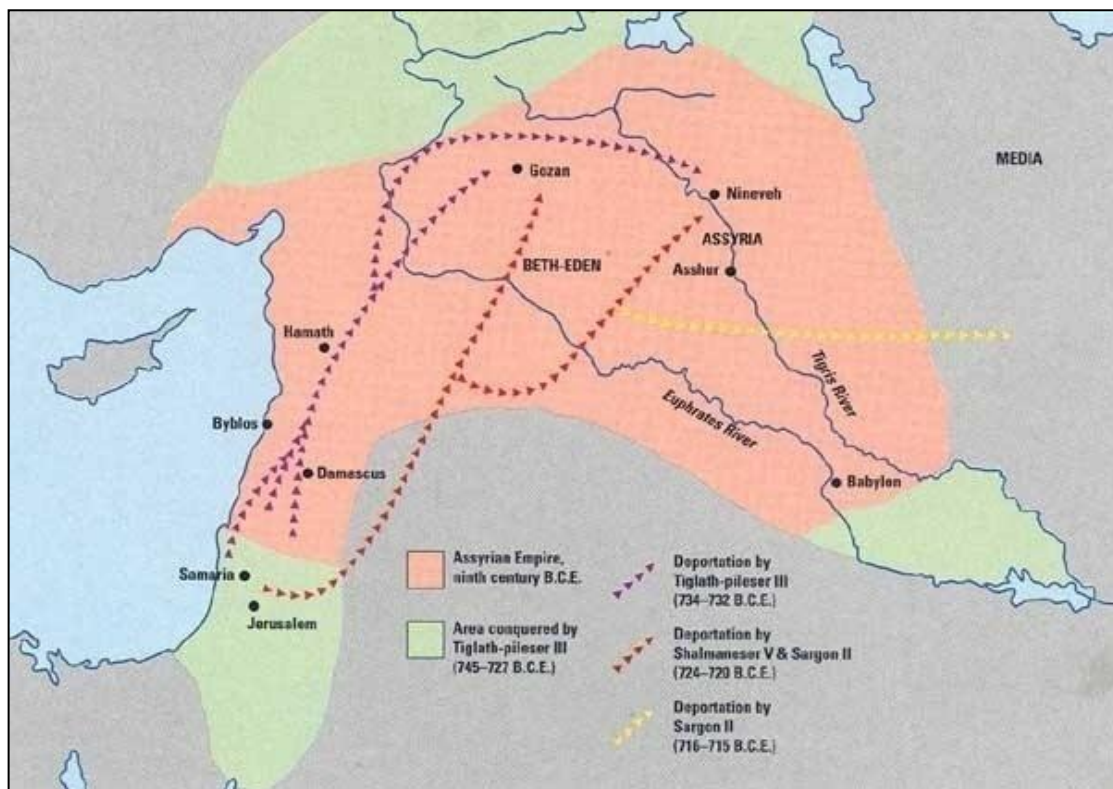 MEDIA
Gozan
Nineveh
ASSYRIA
BETH-EDEN
Asshur
Hamath
Tigris River
Byblos
Euphrates River
Damascus
Babylon
Samaria
Jerusalem
Assyrian Empire,
ninth century B.C.E.
Area conquered by
Tiglath-pileser III
(745–727 B.C.E.)
Deportation by
Tiglath-pileser III
(734–732 B.C.E.)
Deportation by
Shalmaneser V & Sargon II
(724–720 B.C.E.)
Deportation by
Sargon II
(716–715 B.C.E.)